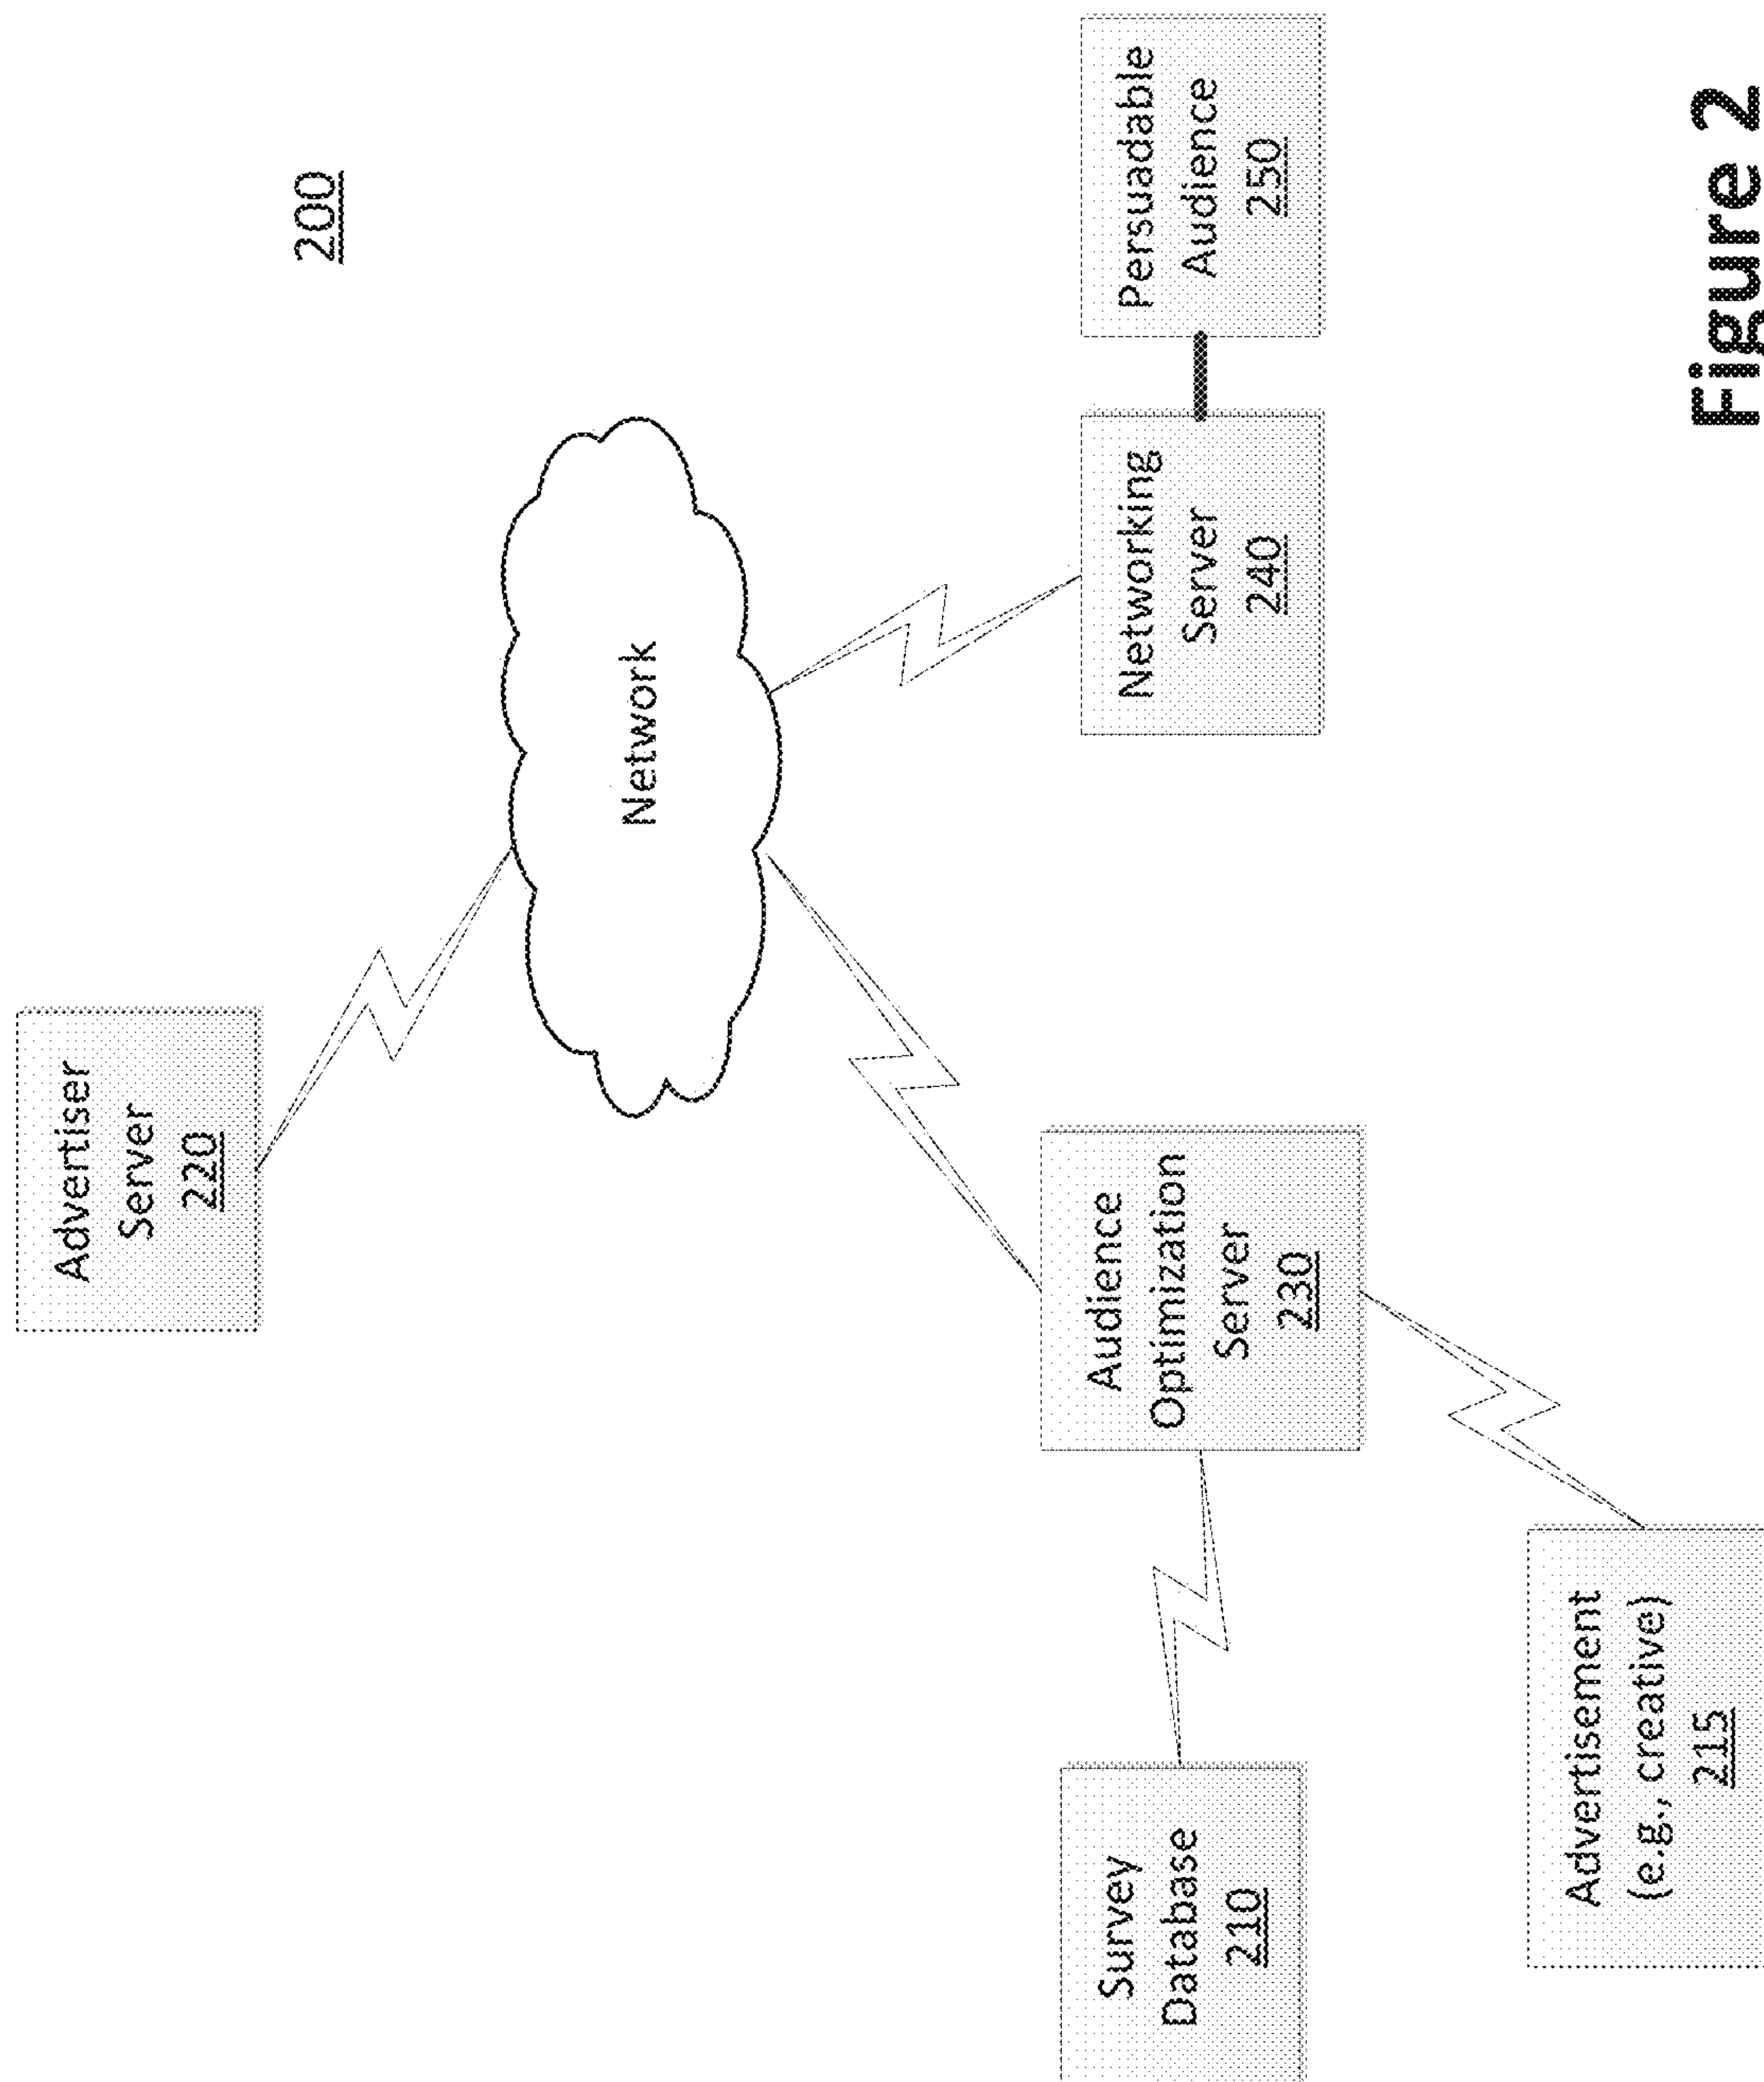 200
Advertiser
Server
220
Network
Audience
Optimization
Server
230
Networking
Server
240
Persuadable
Audience
250
Survey
Database
210
Advertisement
(e.g., creative)
215
Figure 2